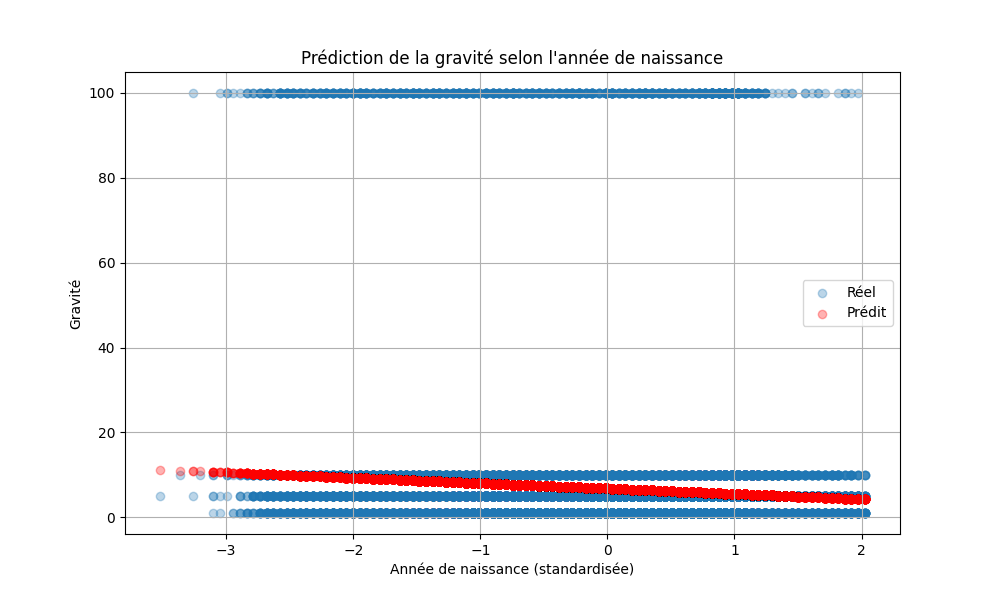 Prédiction de la gravité selon l'année de naissance
100
80
60
40
20
0
Gravité
Réel
Prédit
−3
−2
−1
0
1
2
Année de naissance (standardisée)